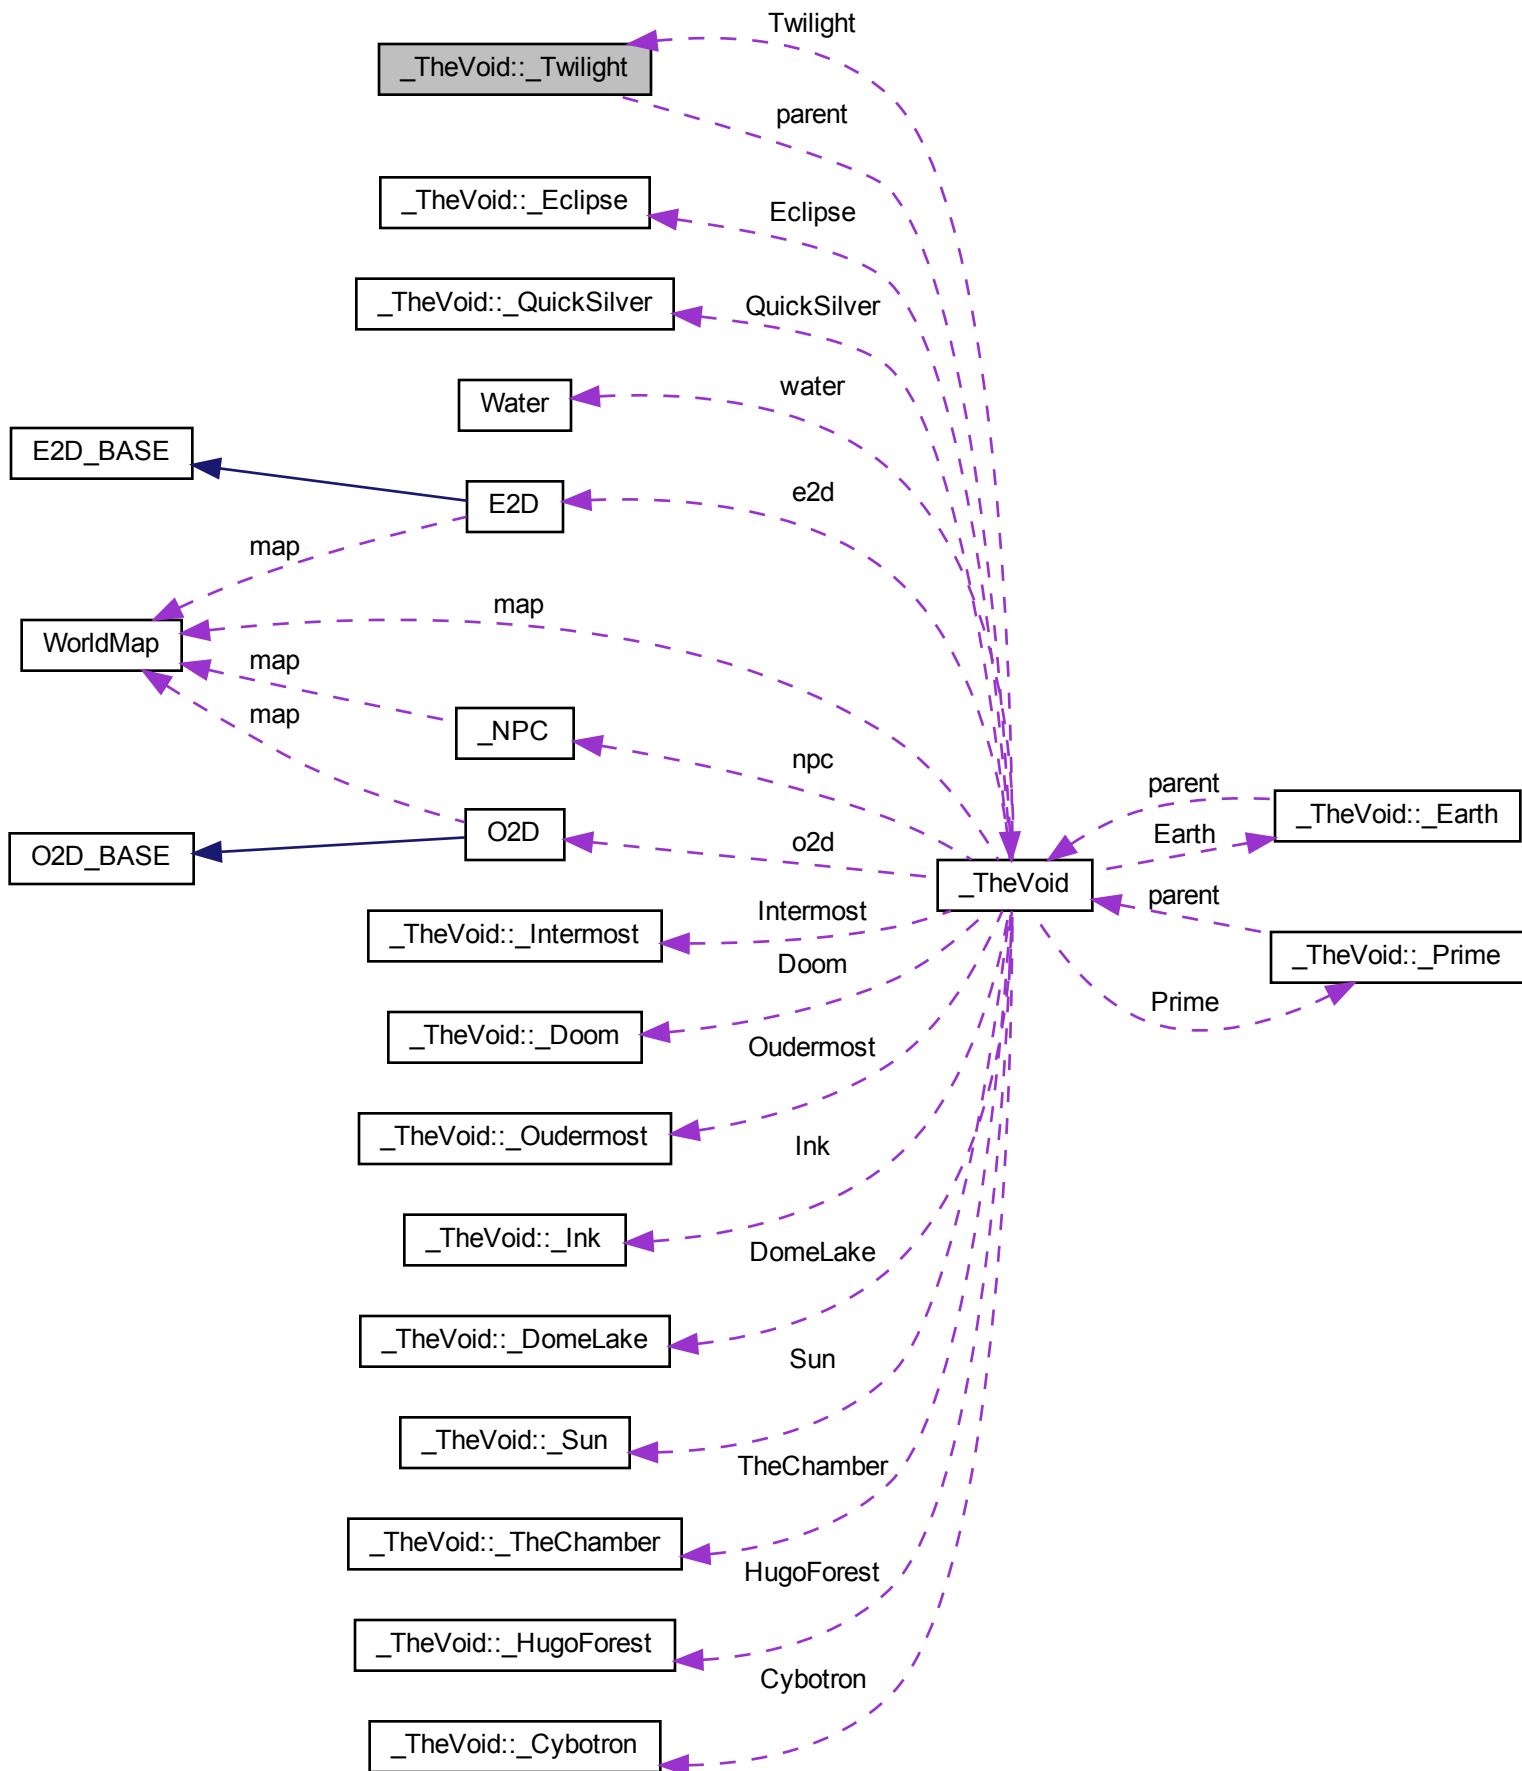 Twilight
_TheVoid::_Twilight
parent
_TheVoid::_Eclipse
Eclipse
_TheVoid::_QuickSilver
QuickSilver
Water
water
E2D_BASE
E2D
e2d
map
map
WorldMap
map
_NPC
map
npc
parent
_TheVoid::_Earth
O2D
o2d
Earth
O2D_BASE
_TheVoid
parent
_TheVoid::_Intermost
Intermost
_TheVoid::_Prime
Doom
Prime
_TheVoid::_Doom
Oudermost
_TheVoid::_Oudermost
Ink
_TheVoid::_Ink
DomeLake
_TheVoid::_DomeLake
Sun
_TheVoid::_Sun
TheChamber
_TheVoid::_TheChamber
HugoForest
_TheVoid::_HugoForest
Cybotron
_TheVoid::_Cybotron